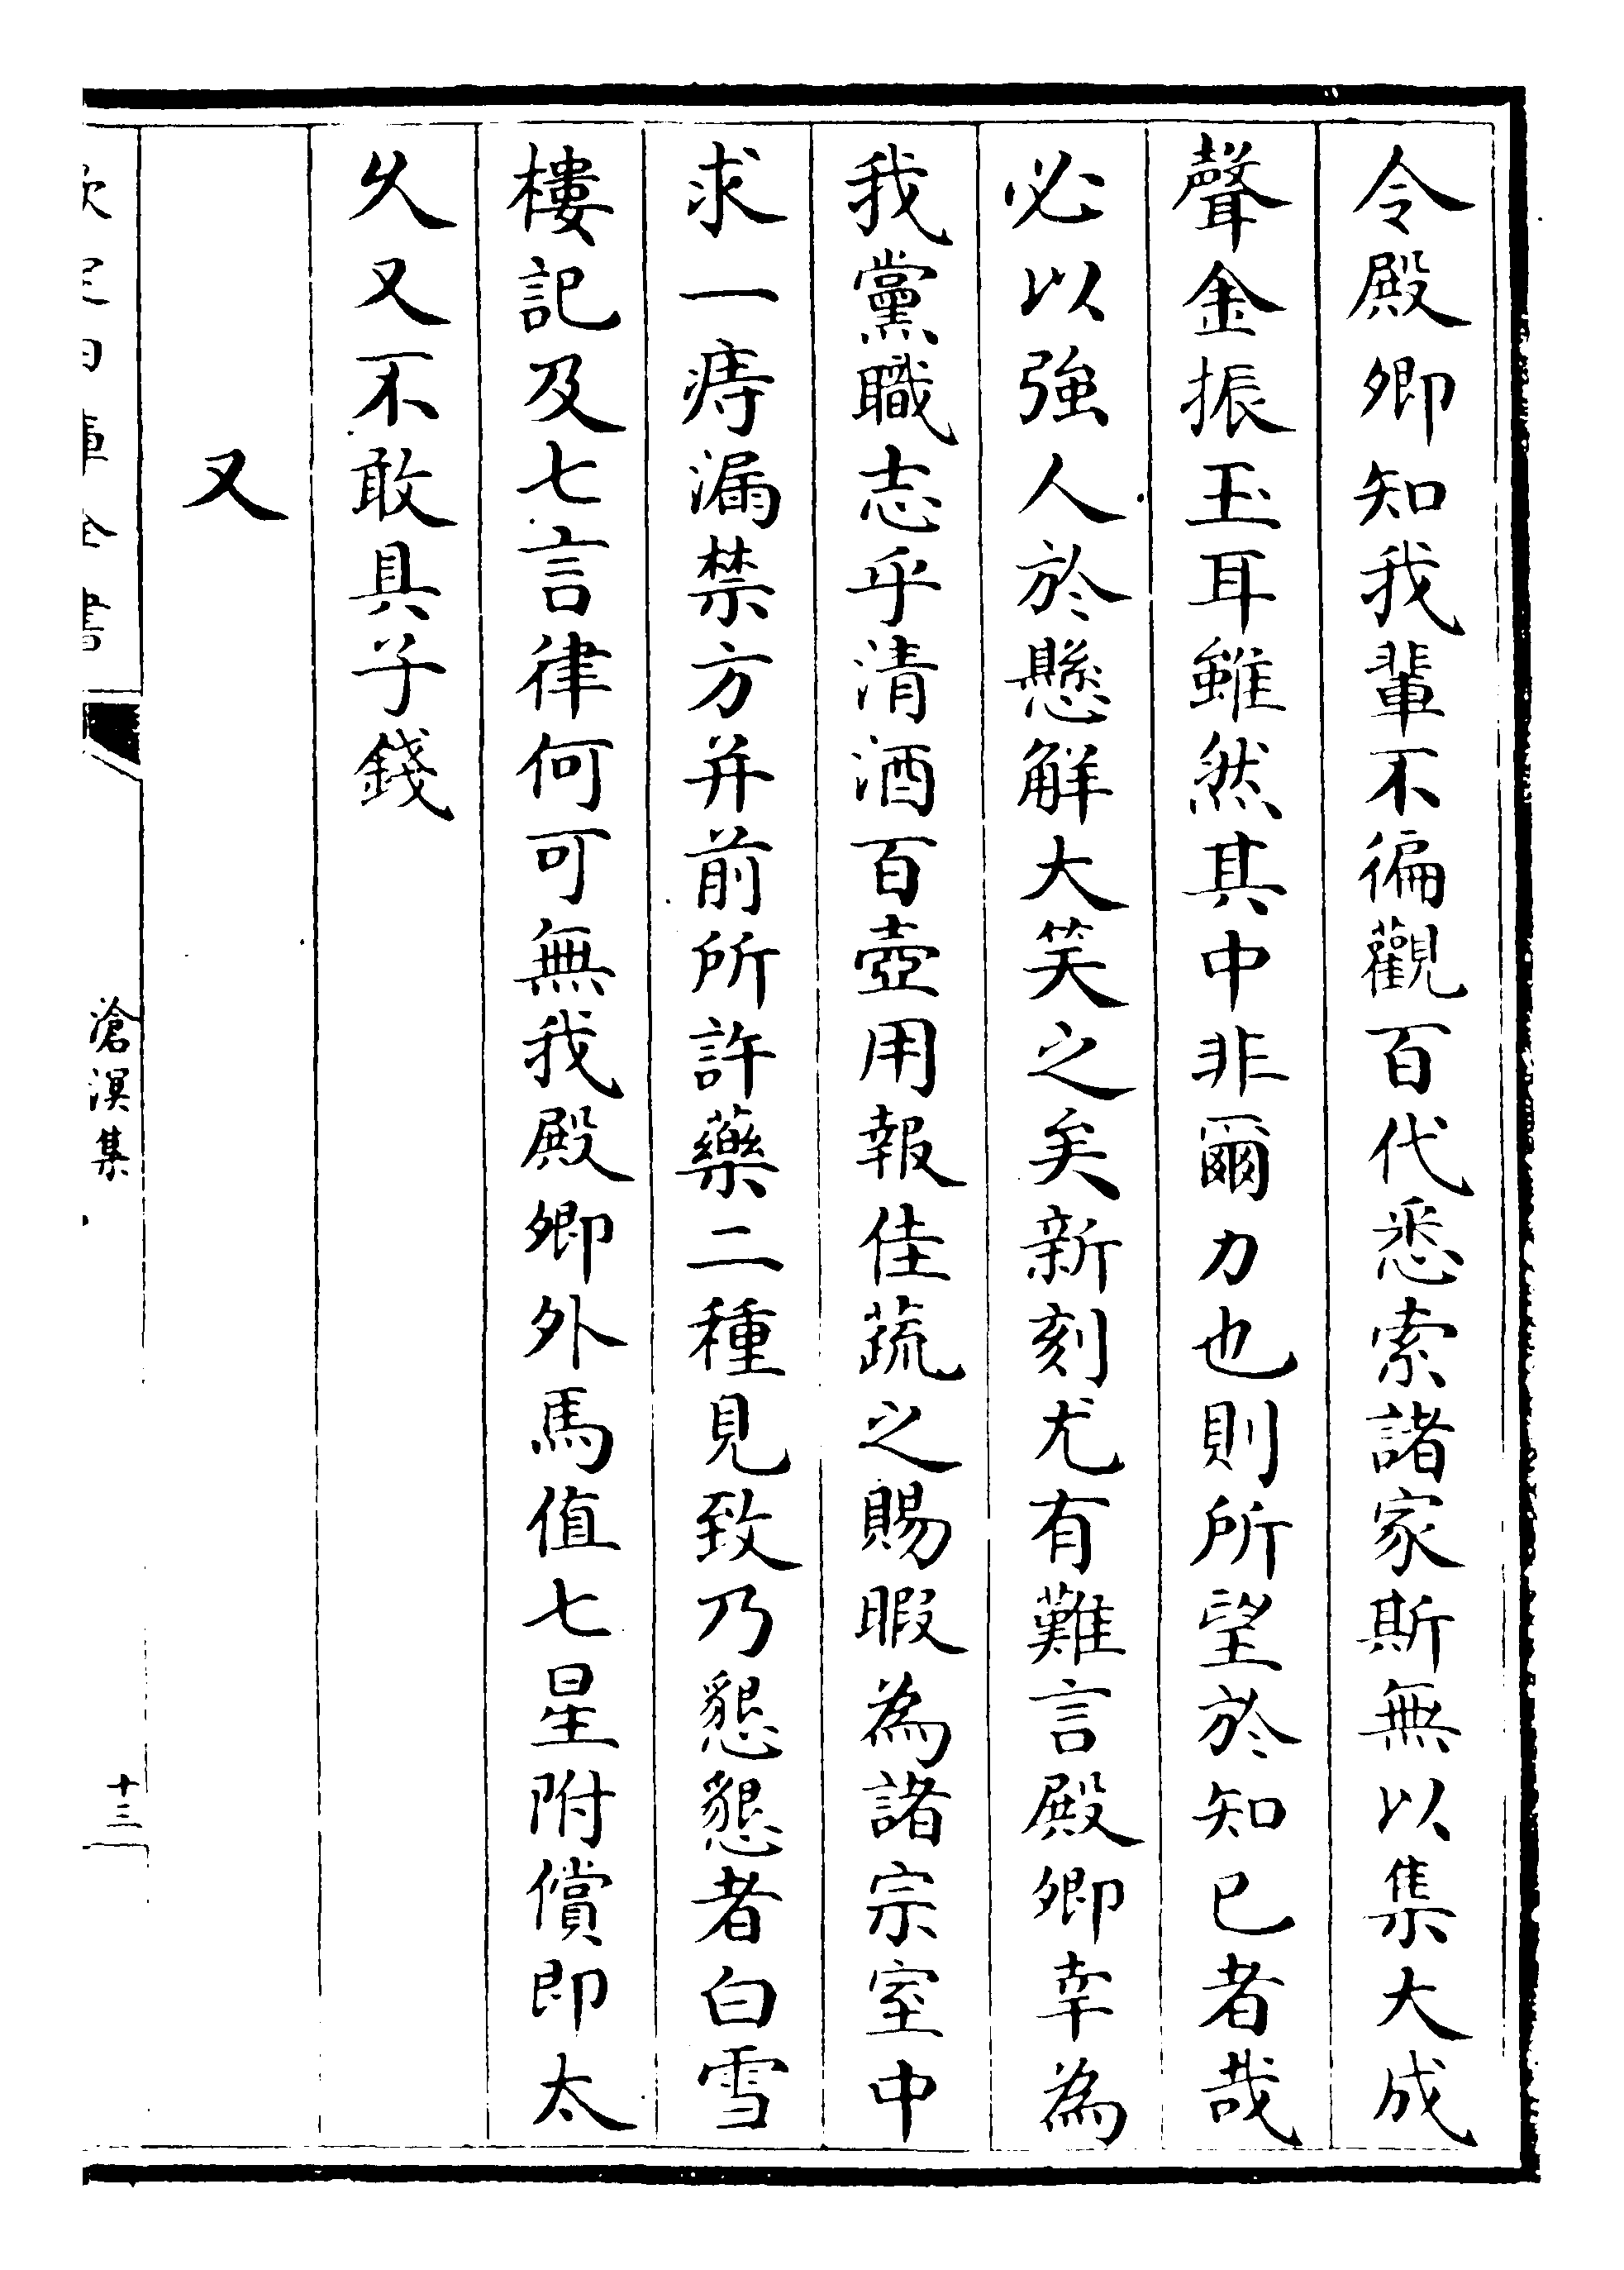 令殿卿知我輩不徧觀百代悉索諸家斯無以集大成
聲金振玉耳雖然其中非爾力也則所望於知已者哉
必以強人於懸解大笑之矣新刻尤有難言殿卿幸為
我黨職志乎清酒百壺用報佳蔬之賜暇為諸宗室中
求一痔漏禁方并前所許藥二種見致乃懇懇者白雪
樓記及七言律何可無我殿卿外馬值七星附償即太
久又不敢具子錢
又
欽定四庫全書
滄溟集
十三